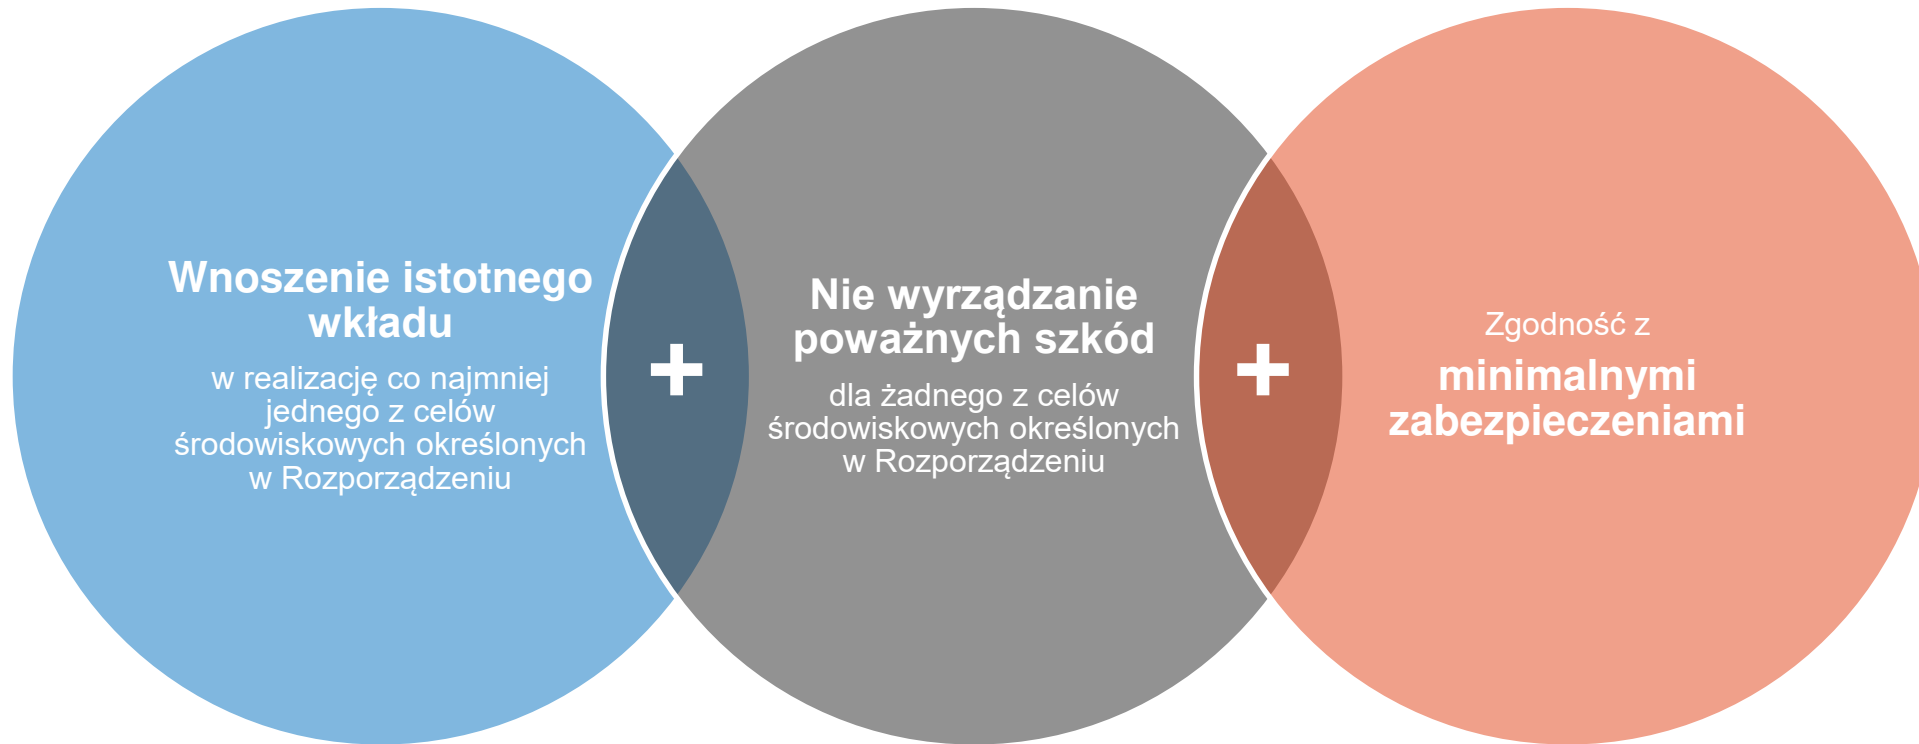 Wnoszenie istotnego
wkładu
w realizację co najmniej
jednego z celów
środowiskowych określonych
w Rozporządzeniu
+
Nie wyrządzanie
poważnych szkód
dla żadnego z celów
środowiskowych określonych
w Rozporządzeniu
+
Zgodność z
minimalnymi
zabezpieczeniami